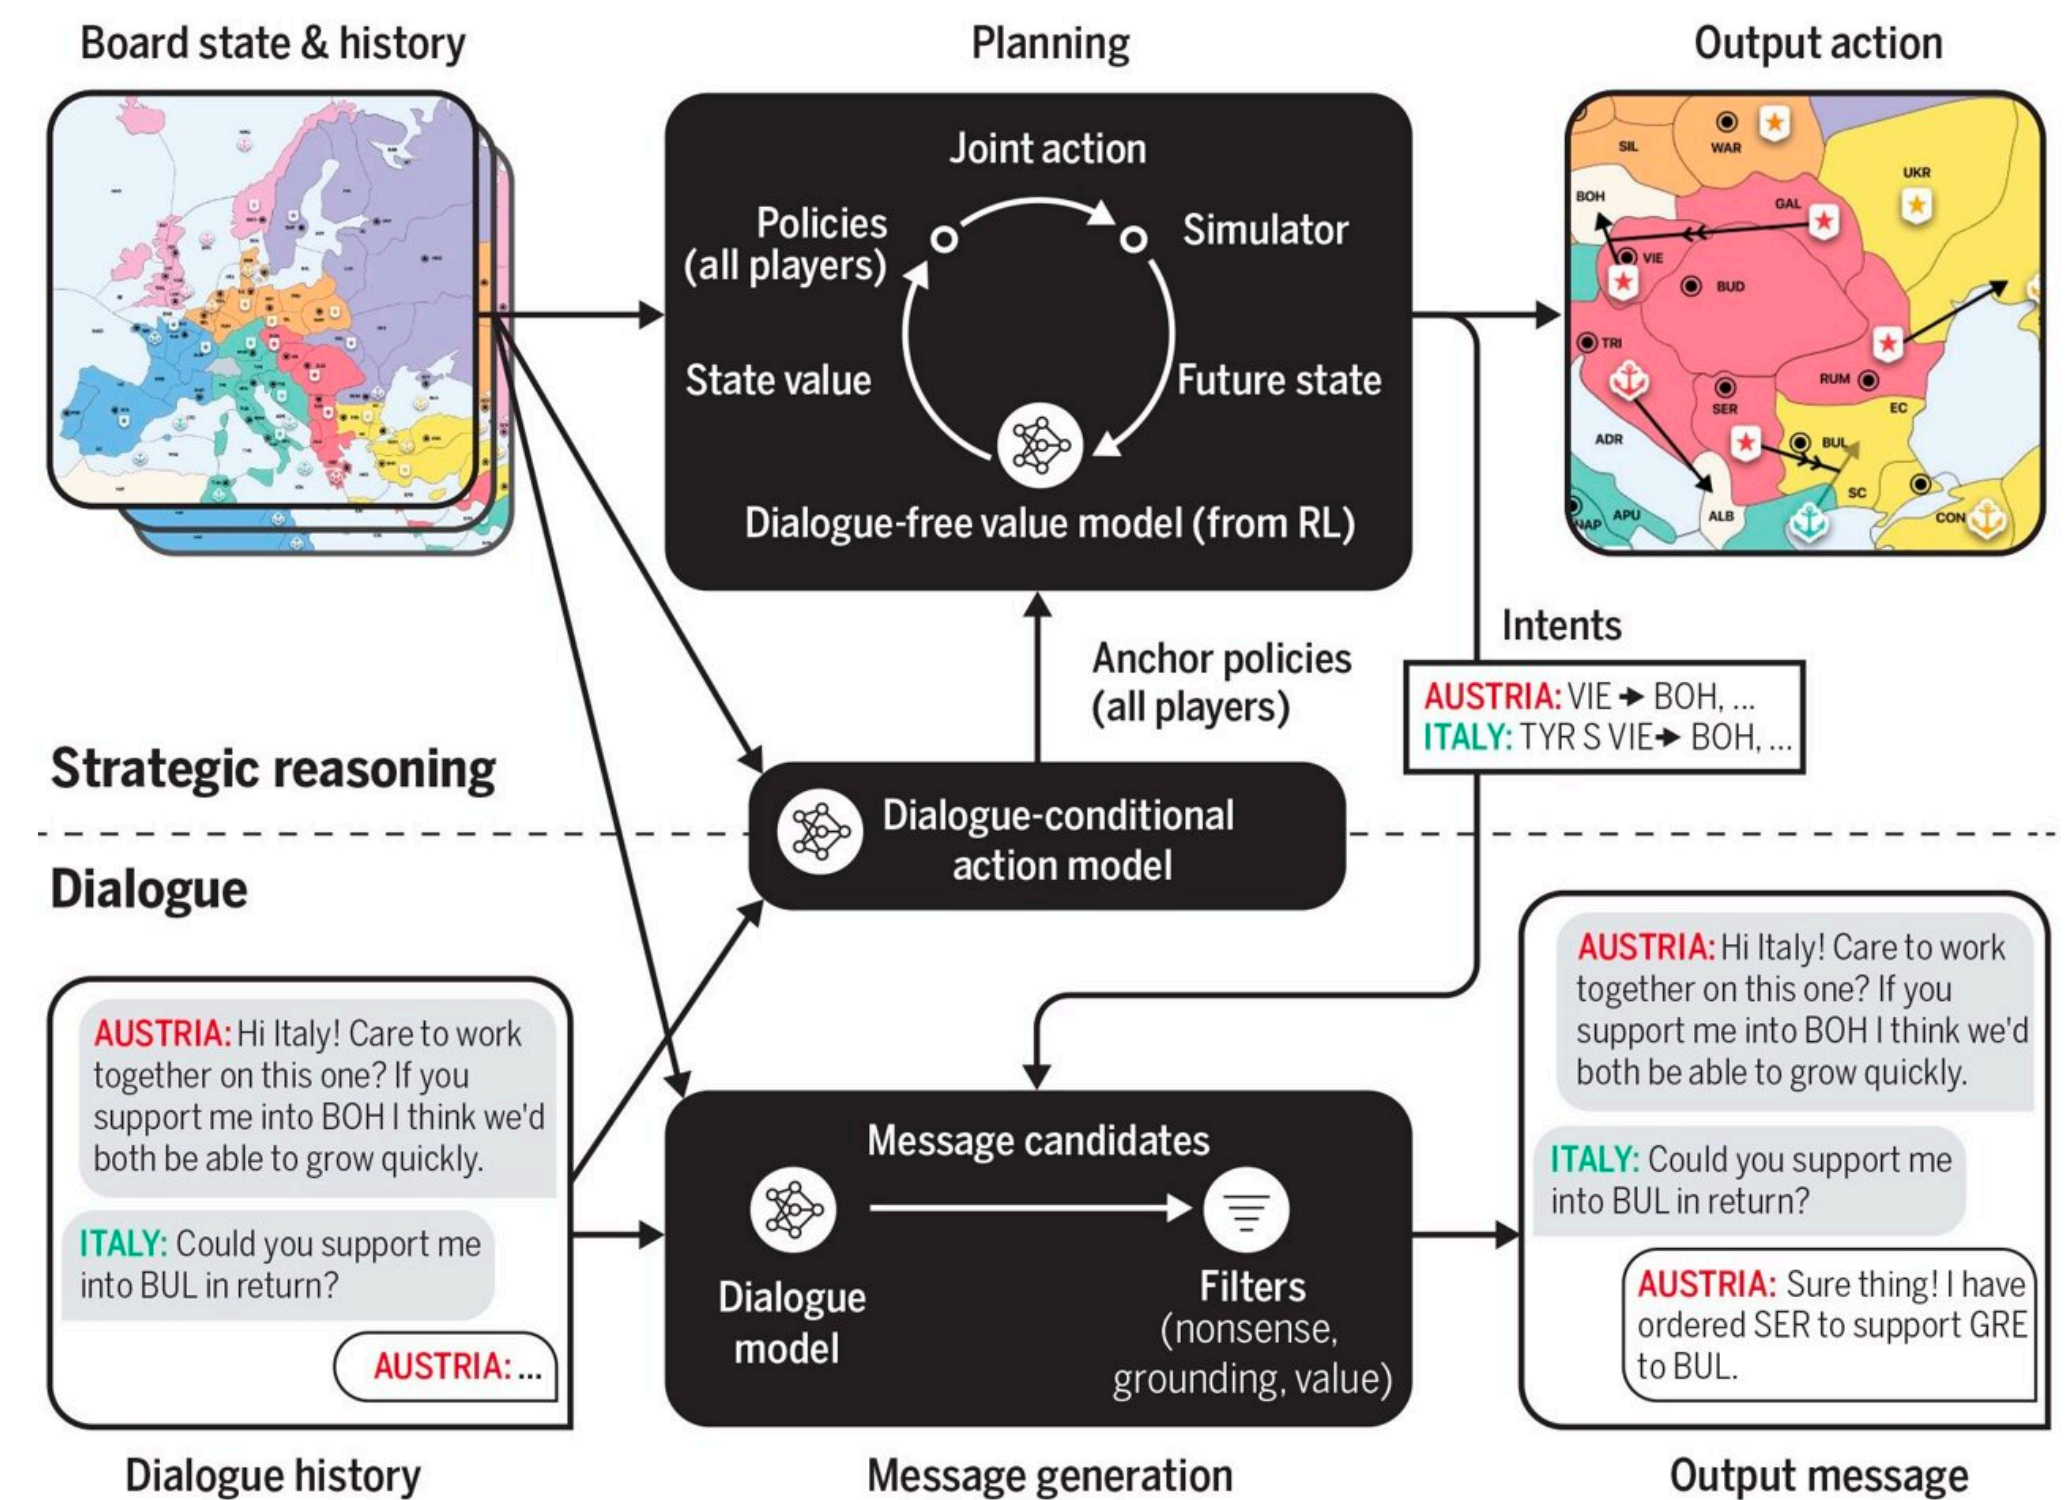 Board state & history
Planning
Output action
Joint action
Policies
(all players)
Simulator
State value
Future state
Dialogue-free value model (from RL)
SIL
WAR
UKR
BOH
GAL
VIE
BUD
TRI
RUM
SER
EC
ADR
BUL
SC
NAP
APU
ALB
CON
Anchor policies
(all players)
Intents
AUSTRIA: VIE → BOH, ...
ITALY: TYR S VIE→ BOH, ...
Strategic reasoning
Dialogue-conditional
action model
Dialogue
AUSTRIA: Hi Italy! Care to work
together on this one? If you
support me into BOH I think we'd
both be able to grow quickly.
ITALY: Could you support me
into BUL in return?
AUSTRIA: ...
Dialogue history
Message candidates
Dialogue
model
Filters
(nonsense,
grounding, value)
Message generation
AUSTRIA: Hi Italy! Care to work
together on this one? If you
support me into BOH I think we'd
both be able to grow quickly.
ITALY: Could you support me
into BUL in return?
AUSTRIA: Sure thing! I have
ordered SER to support GRE
to BUL.
Output message